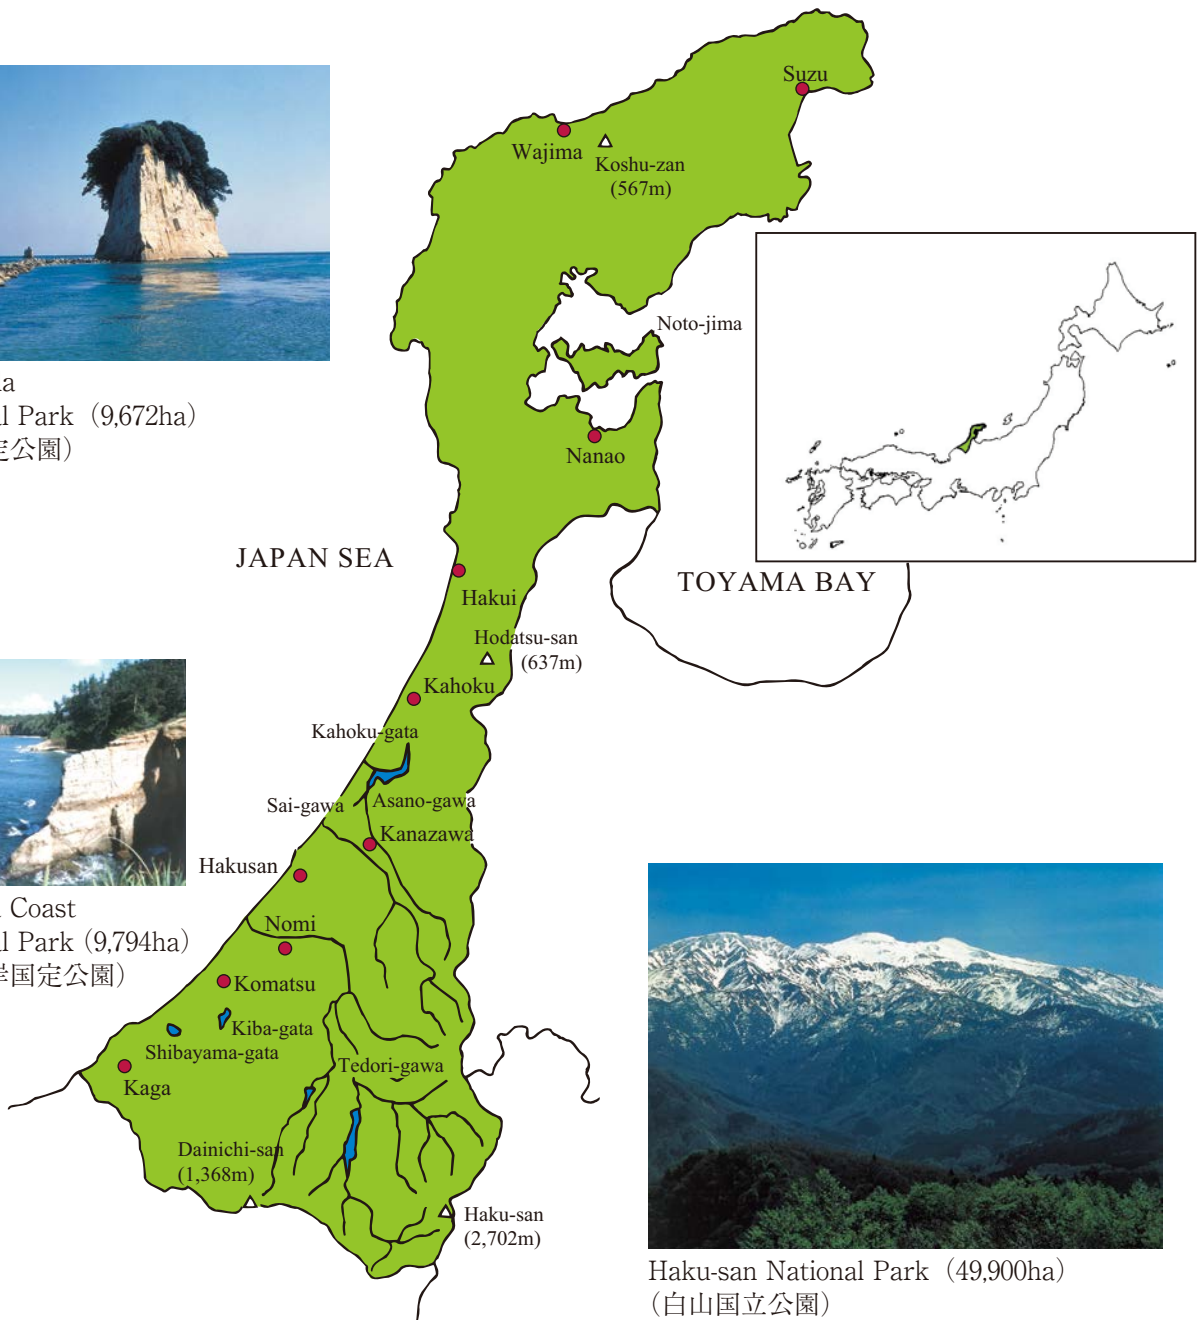 Suzu
Wajima
Koshu-zan
(567m)
Noto-jima
al Park (9,672ha)
定公園)
Nanao
JAPAN SEA
TOYAMA BAY
Hakui
Hodatsu-san
(637m)
Kahoku
Kahoku-gata
Sai-gawa
Asano-gawa
Kanazawa
Hakusan
Coast
al Park (9,794ha)
岸国定公園)
Nomi
Komatsu
Kiba-gata
Shibayama-gata
Tedori-gawa
Kaga
Dainichi-san
(1,368m)
Haku-san
(2,702m)
Haku-san National Park (49,900ha)
(白山国立公園)